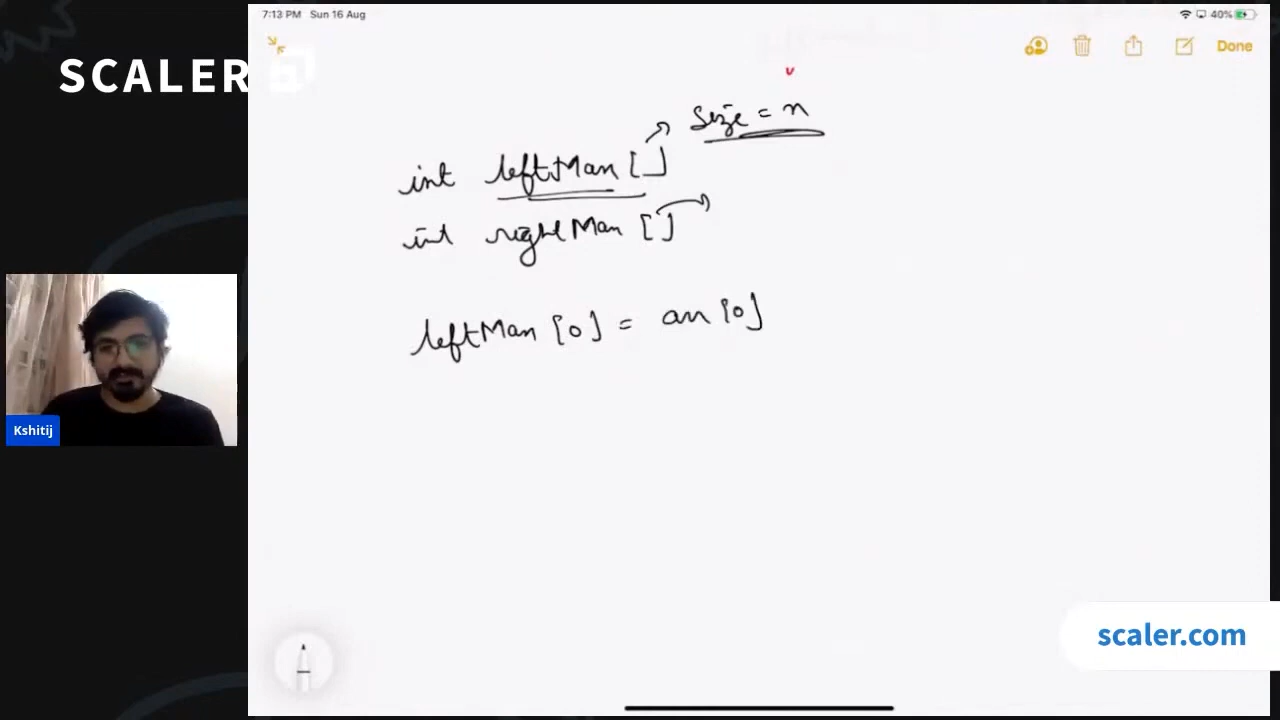 7:13 PM Sun 16 Aug
40%
SCALER
Done
Size = n
int leftMax []
int rightMax []
leftMax [0] = arr [0]
Kshitij
scaler.com